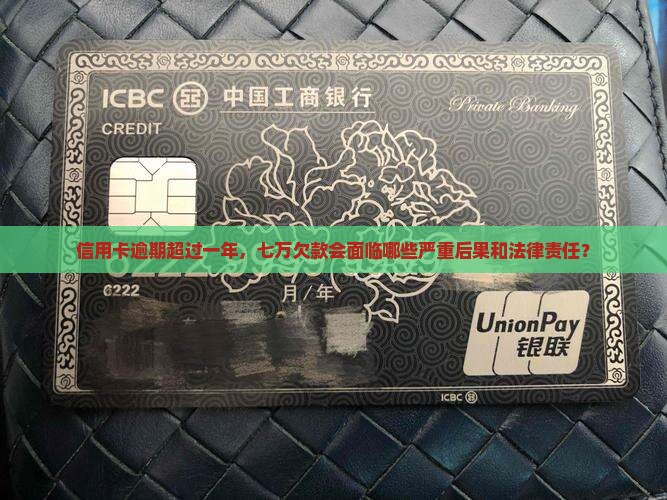 ICBC 中国工商银行 Private Banking
CREDIT
信用卡逾期超过一年，七万欠款会面临哪些严重后果和法律责任？
6222 月/年
UnionPay
银联
ICBC